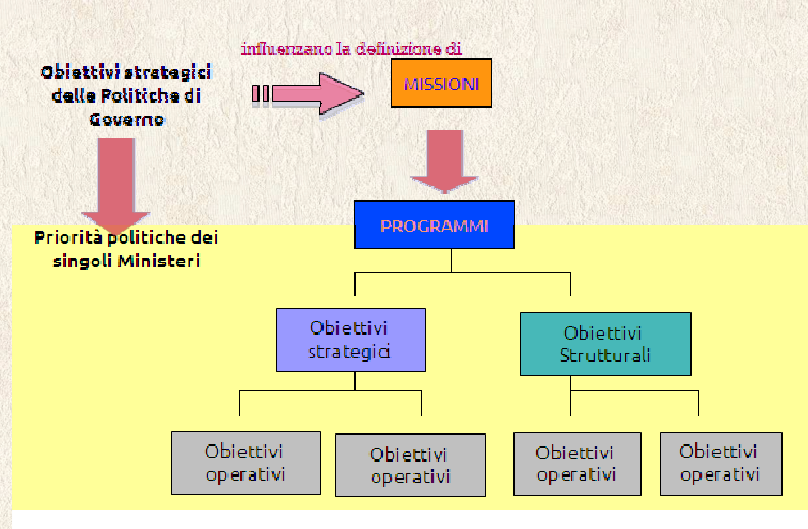 influenzano la definizione di
Obiettivi strategici
delle Politiche di
Governo
MISSIONI
PROGRAMMI
Priorità politiche dei
singoli Ministeri
Obiettivi
strategici
Obiettivi
Strutturali
Obiettivi
operativi
Obiettivi
operativi
Obiettivi
operativi
Obiettivi
operativi